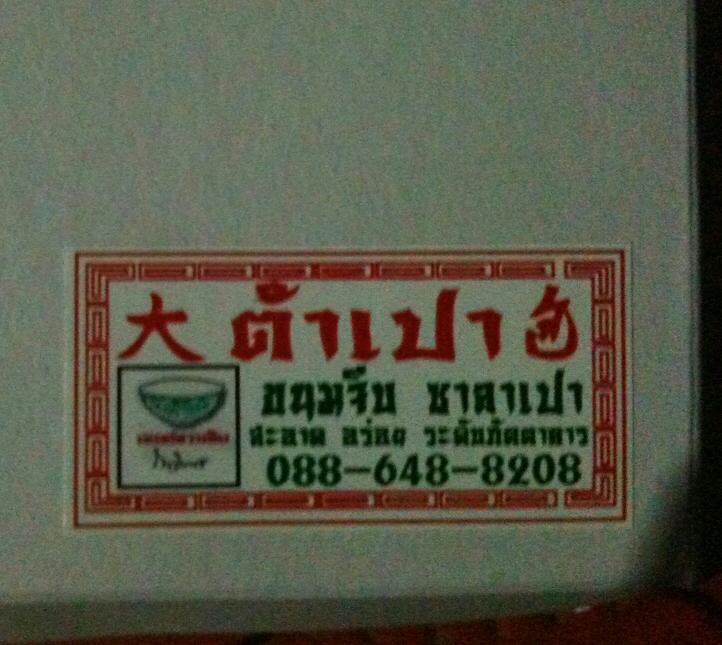 大 ต้าเปา 包
ขนมจีบ ซาลาเปา
สะอาด อร่อย ระดับภัตตาคาร
088-648-8208